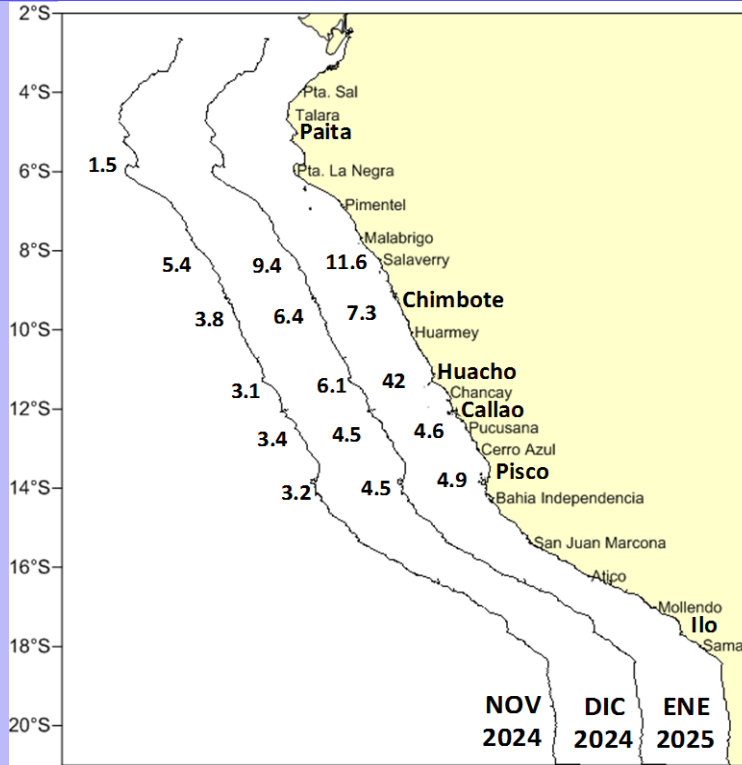 2°S
4°S
Pta. Sal
Talara
Paita
1.5
6°S
Pta. La Negra
Pimentel
Malabrigo
8°S
5.4 9.4 11.6 Salaverry
Chimbote
3.8 6.4 7.3
10°S
Huarmey
Huacho
3.1 6.1 42
Chancay
12°S
Callao
3.4 4.5 4.6 Pucusana
Cerro Azul
Pisco
3.2 4.5 4.9
14°S
Bahia Independencia
San Juan Marcona
16°S
Atico
Mollendo
Ilo
18°S
Sama
NOV DIC ENE
20°S
2024 2024 2025